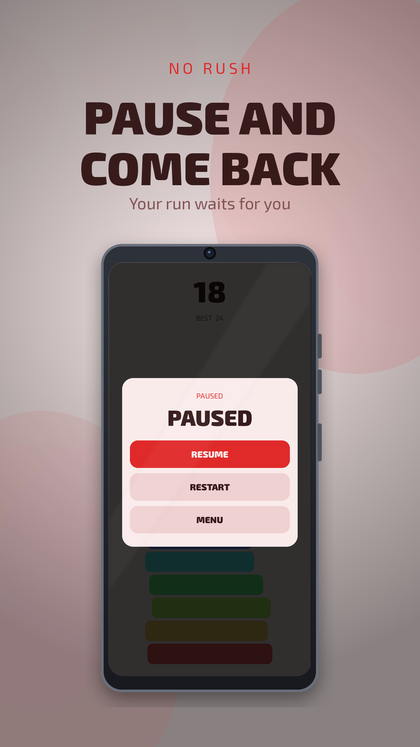 NO RUSH
PAUSE AND
COME BACK
Your run waits for you
18
BEST 24
PAUSED
PAUSED
RESUME
RESTART
MENU